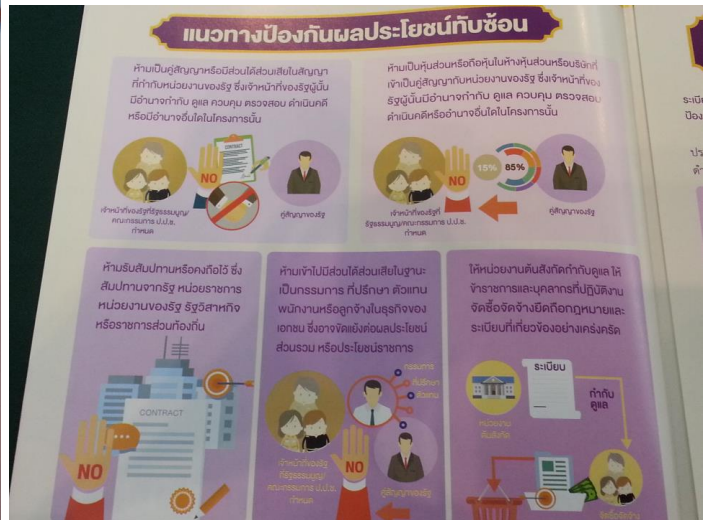 แนวทางป้องกันผลประโยชน์ทับซ้อน
ห้ามเป็นคู่สัญญาหรือมีส่วนได้ส่วนเสียในสัญญา
ที่ทำกับหน่วยงานของรัฐ ซึ่งเจ้าหน้าที่ของรัฐผู้นั้น
มีอำนาจกำกับ ดูแล ควบคุม ตรวจสอบ ดำเนินคดี
หรือมีอำนาจอื่นใดในโครงการนั้น
CONTRACT
NO
เจ้าหน้าที่ของรัฐที่รัฐธรรมนูญ/
คณะกรรมการ ป.ป.ช.
กำหนด
คู่สัญญาของรัฐ
ห้ามเป็นหุ้นส่วนหรือถือหุ้นในห้างหุ้นส่วนหรือบริษัทที่
เข้าเป็นคู่สัญญากับหน่วยงานของรัฐ ซึ่งเจ้าหน้าที่ของ
รัฐผู้นั้นมีอำนาจกำกับ ดูแล ควบคุม ตรวจสอบ
ดำเนินคดีหรืออำนาจอื่นใดในโครงการนั้น
NO
15%
85%
เจ้าหน้าที่ของรัฐที่
รัฐธรรมนูญ/คณะกรรมการ ป.ป.ช.
กำหนด
คู่สัญญาของรัฐ
ห้ามรับสัมปทานหรือคงถือไว้ ซึ่ง
สัมปทานจากรัฐ หน่วยราชการ
หน่วยงานของรัฐ รัฐวิสาหกิจ
หรือราชการส่วนท้องถิ่น
CONTRACT
NO
ห้ามเข้าไปมีส่วนได้ส่วนเสียในฐานะ
เป็นกรรมการ ที่ปรึกษา ตัวแทน
พนักงานหรือลูกจ้างในธุรกิจของ
เอกชน ซึ่งอาจขัดแย้งต่อผลประโยชน์
ส่วนรวม หรือประโยชน์ราชการ
กรรมการ
ที่ปรึกษา
ตัวแทน
เจ้าหน้าที่ของรัฐ
ที่รัฐธรรมนูญ/
คณะกรรมการ ป.ป.ช.
กำหนด
NO
คู่สัญญาของรัฐ
ให้หน่วยงานต้นสังกัดกำกับดูแล ให้
ข้าราชการและบุคลากรที่ปฏิบัติงาน
จัดซื้อจัดจ้างยึดถือกฎหมายและ
ระเบียบที่เกี่ยวข้องอย่างเคร่งครัด
ระเบียบ
กำกับ
ดูแล
หน่วยงาน
ต้นสังกัด
จัดซื้อจัดจ้าง